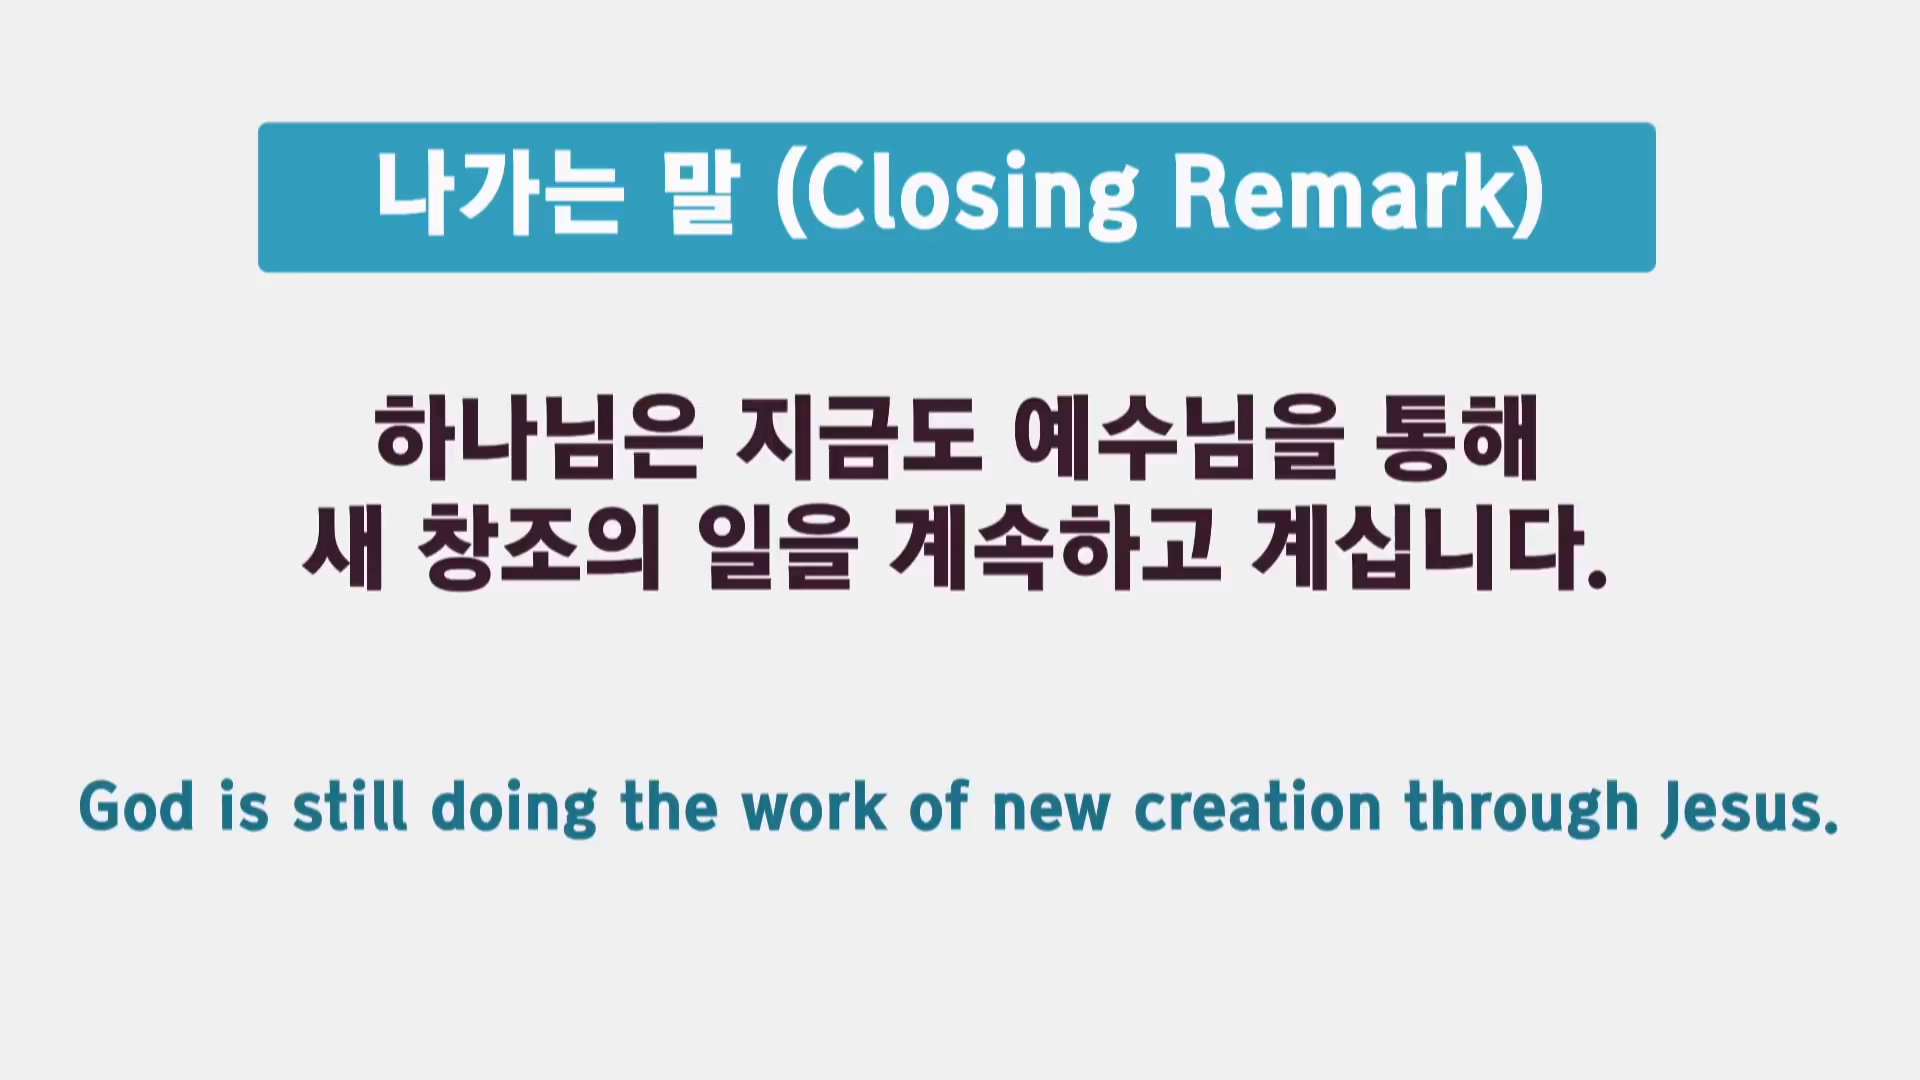 나가는 말 (Closing Remark)
하나님은 지금도 예수님을 통해
새 창조의 일을 계속하고 계십니다.
God is still doing the work of new creation through Jesus.